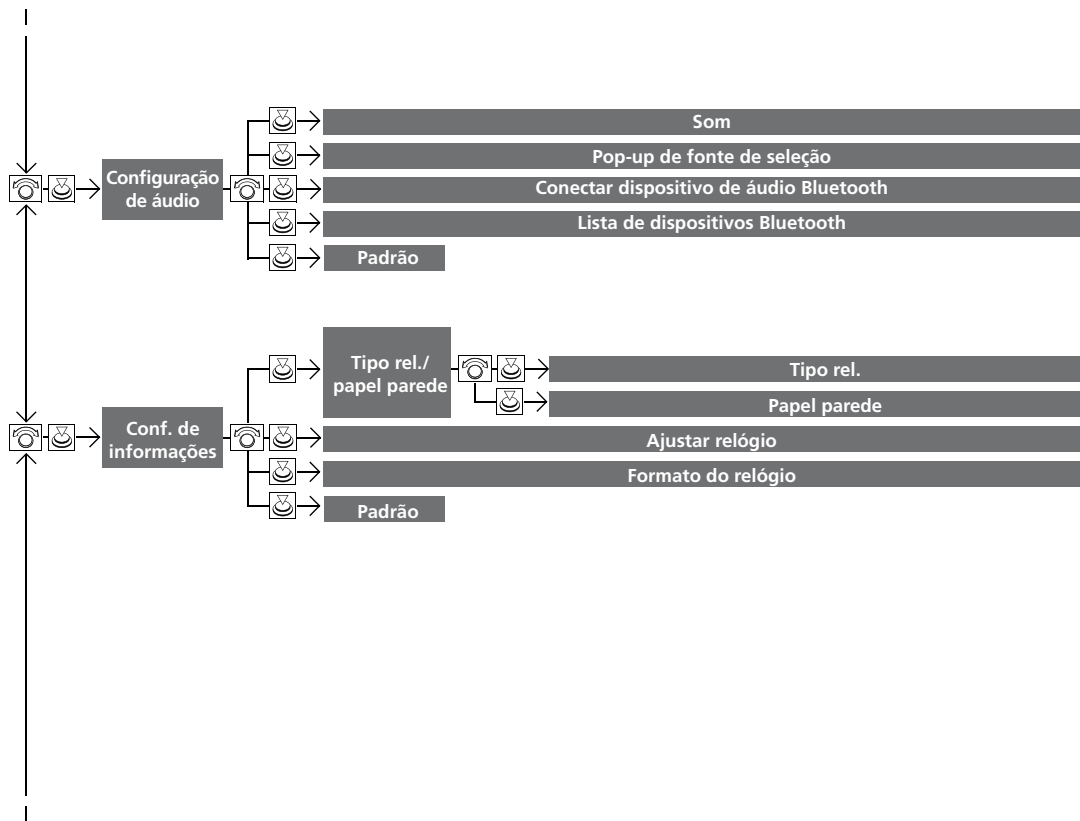 Som
Pop-up de fonte de seleção
Configuração
de áudio
Conectar dispositivo de áudio Bluetooth
Lista de dispositivos Bluetooth
Padrão
Tipo rel./
papel parede
Tipo rel.
Papel parede
Conf. de
informações
Ajustar relógio
Formato do relógio
Padrão